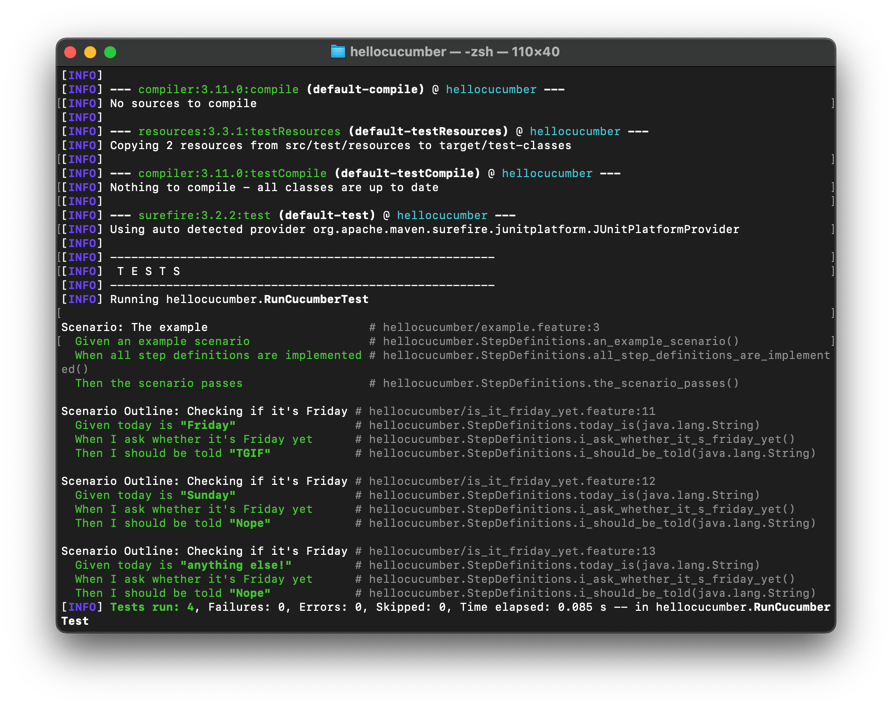 hellocucumber — -zsh — 110×40
[INFO]
[INFO] --- compiler:3.11.0:compile (default-compile) @ hellocucumber ---
[INFO] No sources to compile
[INFO]
[INFO] --- resources:3.3.1:testResources (default-testResources) @ hellocucumber ---
[INFO] Copying 2 resources from src/test/resources to target/test-classes
[INFO]
[INFO] --- compiler:3.11.0:testCompile (default-testCompile) @ hellocucumber ---
[INFO] Nothing to compile - all classes are up to date
[INFO]
[INFO] --- surefire:3.2.2:test (default-test) @ hellocucumber ---
[INFO] Using auto detected provider org.apache.maven.surefire.junitplatform.JUnitPlatformProvider
[INFO]
[INFO] -------------------------------------------------------
[INFO]  T E S T S
[INFO] -------------------------------------------------------
[INFO] Running hellocucumber.RunCucumberTest
Scenario: The example                       # hellocucumber/example.feature:3
  Given an example scenario                 # hellocucumber.StepDefinitions.an_example_scenario()
  When all step definitions are implemented # hellocucumber.StepDefinitions.all_step_definitions_are_implement
ed()
  Then the scenario passes                  # hellocucumber.StepDefinitions.the_scenario_passes()
Scenario Outline: Checking if it's Friday # hellocucumber/is_it_friday_yet.feature:11
  Given today is "Friday"                 # hellocucumber.StepDefinitions.today_is(java.lang.String)
  When I ask whether it's Friday yet      # hellocucumber.StepDefinitions.i_ask_whether_it_s_friday_yet()
  Then I should be told "TGIF"            # hellocucumber.StepDefinitions.i_should_be_told(java.lang.String)
Scenario Outline: Checking if it's Friday # hellocucumber/is_it_friday_yet.feature:12
  Given today is "Sunday"                 # hellocucumber.StepDefinitions.today_is(java.lang.String)
  When I ask whether it's Friday yet      # hellocucumber.StepDefinitions.i_ask_whether_it_s_friday_yet()
  Then I should be told "Nope"            # hellocucumber.StepDefinitions.i_should_be_told(java.lang.String)
Scenario Outline: Checking if it's Friday # hellocucumber/is_it_friday_yet.feature:13
  Given today is "anything else!"         # hellocucumber.StepDefinitions.today_is(java.lang.String)
  When I ask whether it's Friday yet      # hellocucumber.StepDefinitions.i_ask_whether_it_s_friday_yet()
  Then I should be told "Nope"            # hellocucumber.StepDefinitions.i_should_be_told(java.lang.String)
[INFO] Tests run: 4, Failures: 0, Errors: 0, Skipped: 0, Time elapsed: 0.085 s -- in hellocucumber.RunCucumber
Test